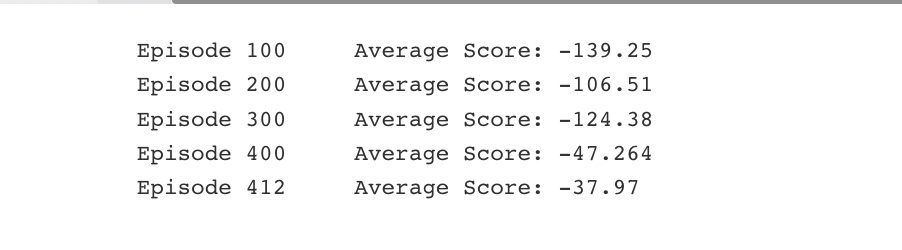 Episode 100 Average Score: -139.25
Episode 200 Average Score: -106.51
Episode 300 Average Score: -124.38
Episode 400 Average Score: -47.264
Episode 412 Average Score: -37.97